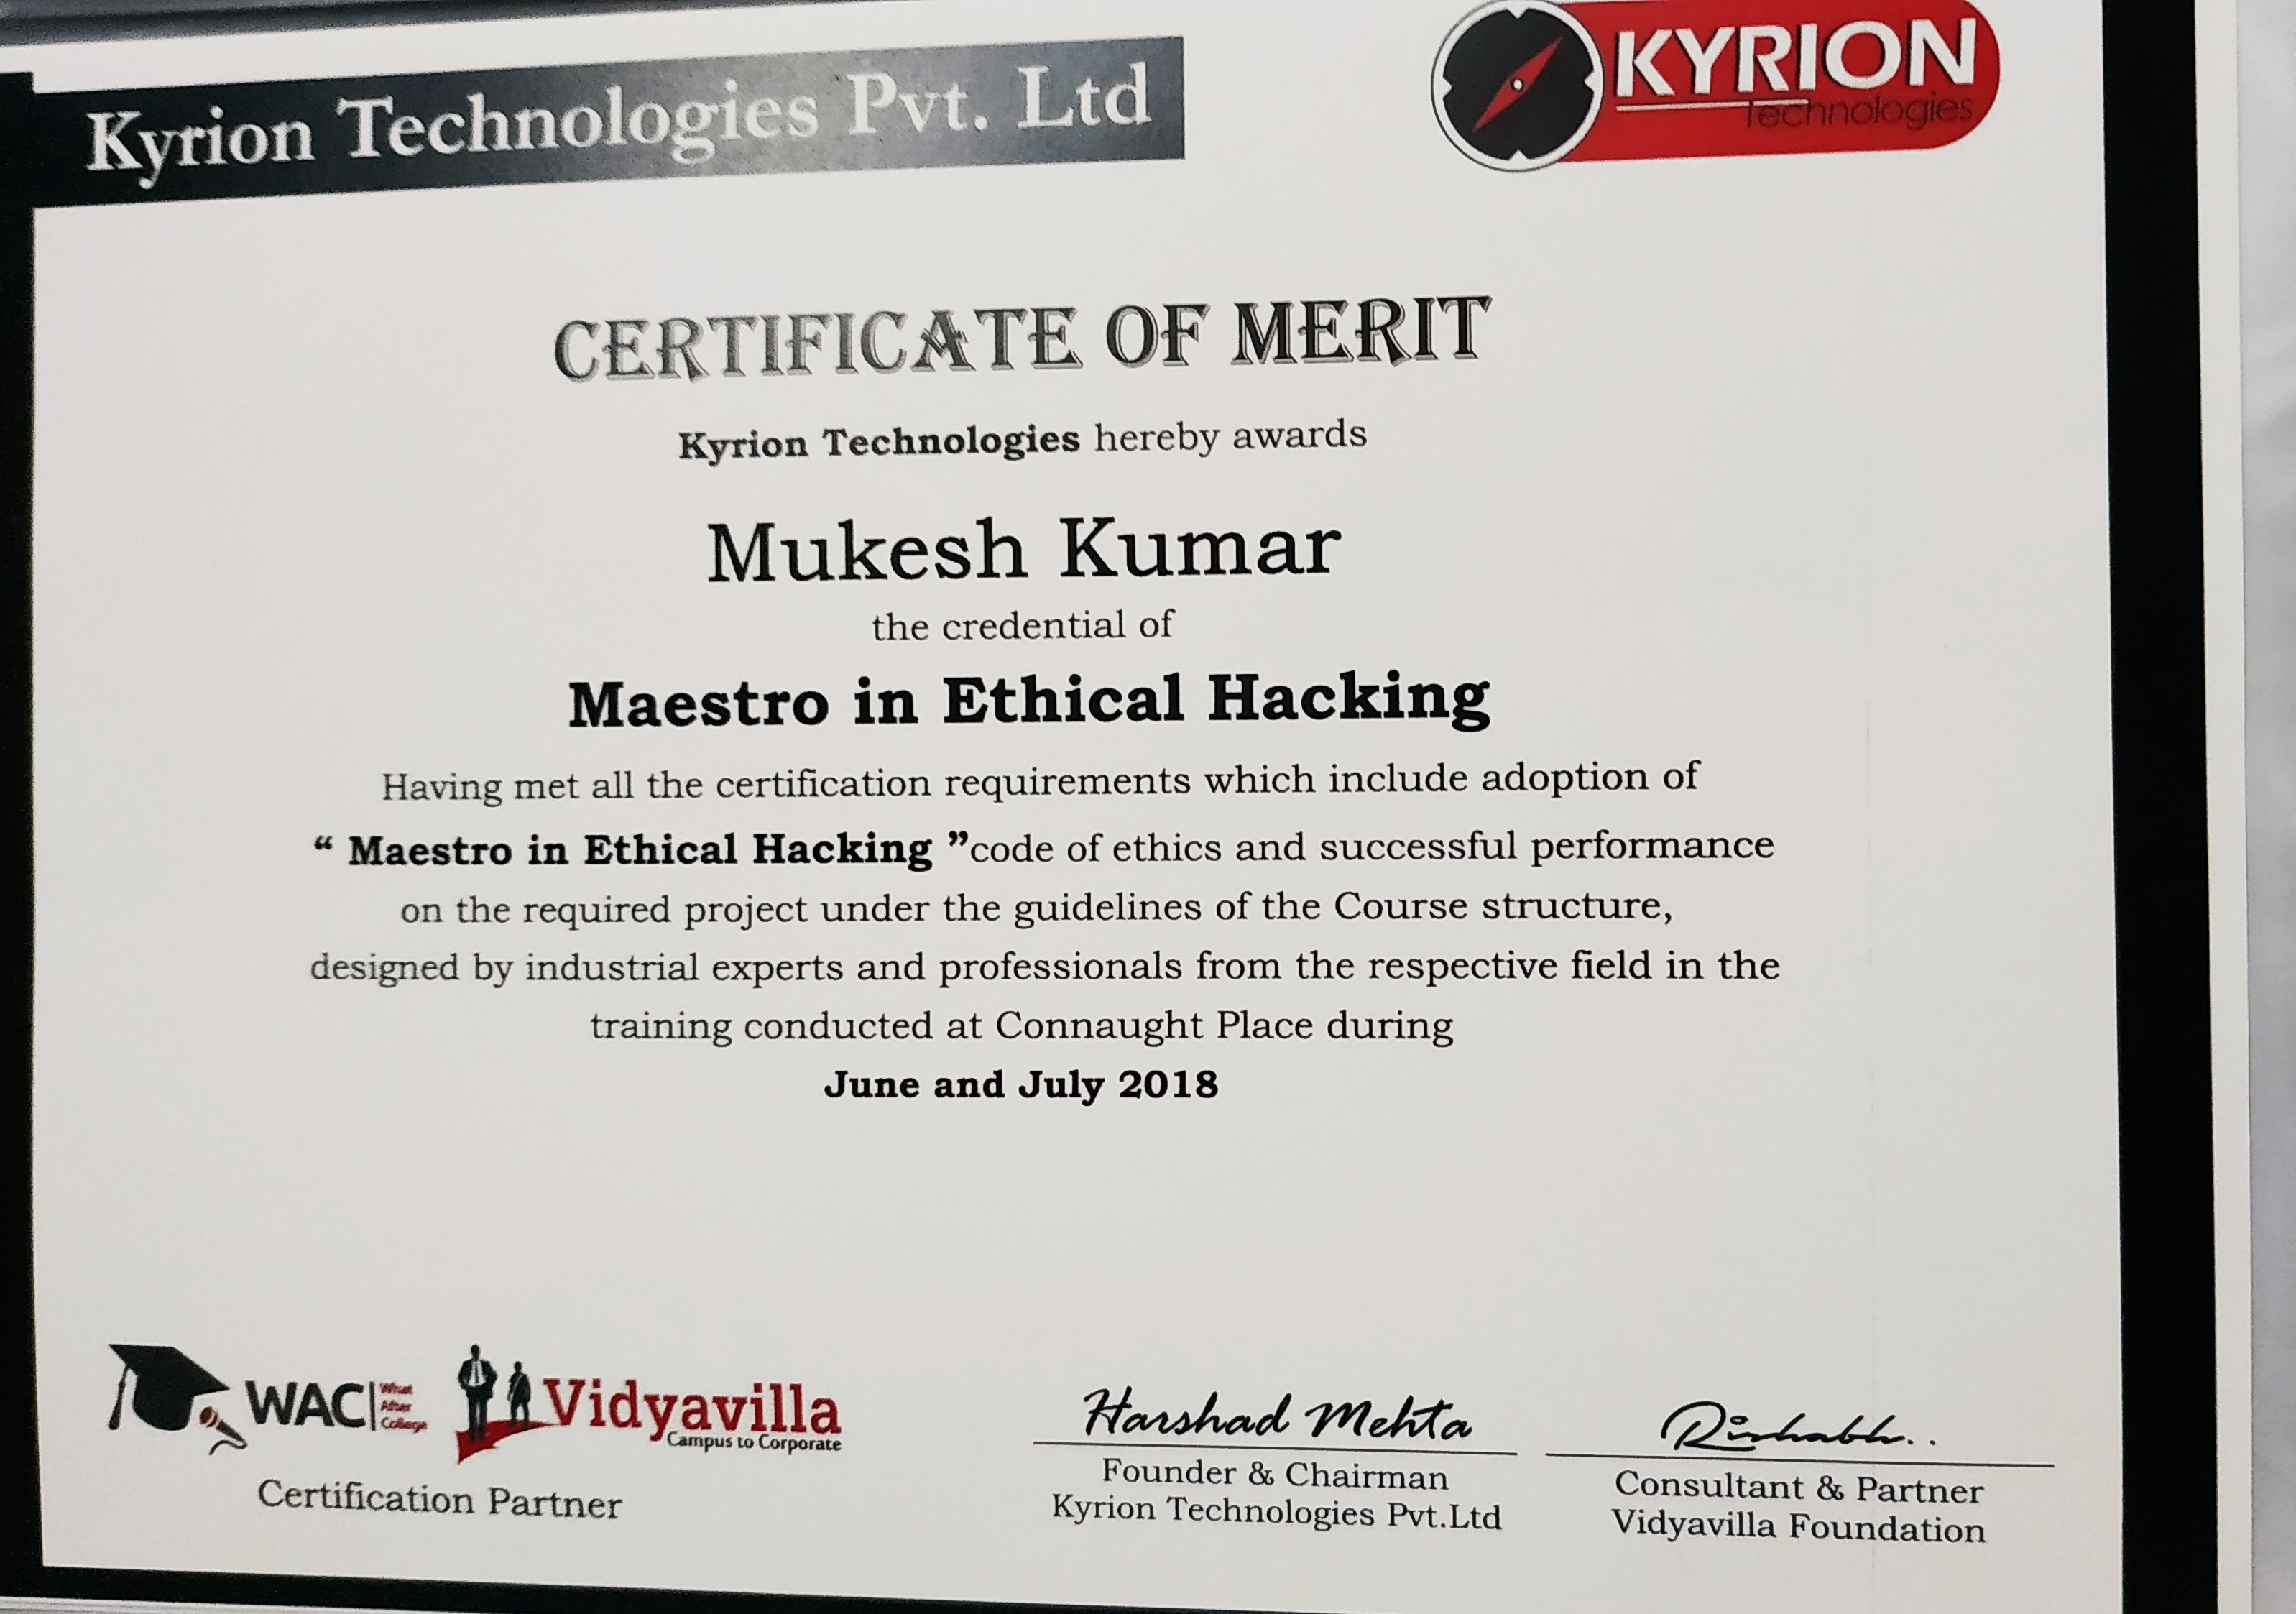 Kyrion Technologies Pvt. Ltd
KYRION
Technologies
CERTIFICATE OF MERIT
Kyrion Technologies hereby awards
Mukesh Kumar
the credential of
Maestro in Ethical Hacking
Having met all the certification requirements which include adoption of
“ Maestro in Ethical Hacking ”code of ethics and successful performance
on the required project under the guidelines of the Course structure,
designed by industrial experts and professionals from the respective field in the
training conducted at Connaught Place during
June and July 2018
WAC
What
After
College
Vidyavilla
Campus to Corporate
Certification Partner
Harshad Mehta
Founder & Chairman
Kyrion Technologies Pvt.Ltd
Rishabh..
Consultant & Partner
Vidyavilla Foundation